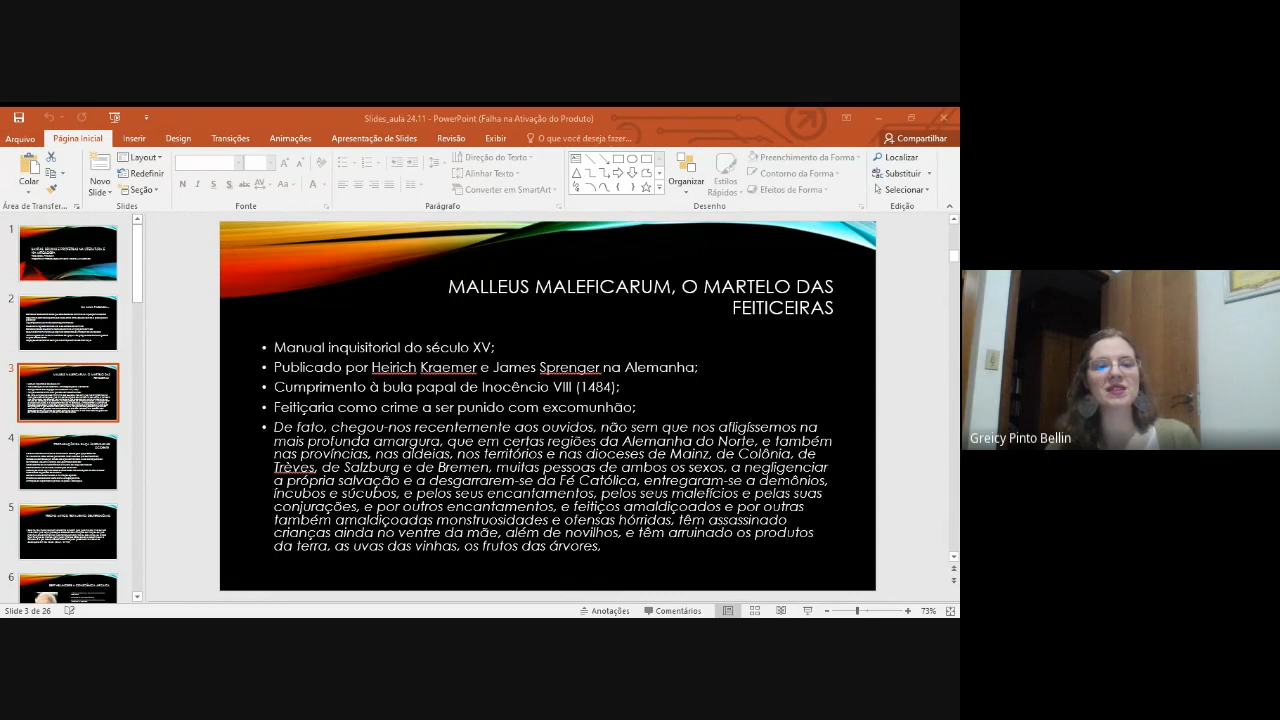 Slides_aula 24.11 - PowerPoint (Falha na Ativação do Produto)
Arquivo Página Inicial Inserir Design Transições Animações Apresentação de Slides Revisão Exibir O que você deseja fazer... Compartilhar
Colar
Área de Transfer...
Novo Slide
Layout
Redefinir
Seção
Slides
N I S S abc AV Aa A
Fonte
Direção do Texto
Alinhar Texto
Converter em SmartArt
Parágrafo
Organizar
Estilos Rápidos
Preenchimento da Forma
Contorno da Forma
Efeitos de Forma
Desenho
Localizar
Substituir
Selecionar
Edição
1
2
3
4
5
6
MALLEUS MALEFICARUM, O MARTELO DAS
FEITICEIRAS
• Manual inquisitorial do século XV;
• Publicado por Heirich Kraemer e James Sprenger na Alemanha;
• Cumprimento à bula papal de Inocêncio VIII (1484);
• Feitiçaria como crime a ser punido com excomunhão;
• De fato, chegou-nos recentemente aos ouvidos, não sem que nos afligíssemos na
mais profunda amargura, que em certa regiões da Alemanha do Norte, e também
nas províncias, nas aldeias, nos territórios e nas dioceses de Mainz, de Colônia, de
Trèves, de Salzburg e de Bremen, muitas pessoas de ambos os sexos, a negligenciar
a própria salvação e a desgarrarem-se da Fé Católica, entregaram-se a demônios,
íncubos e súcubos, e pelos seus encantamentos, pelos seus malefícios e pelas suas
conjurações, e por outros encantamentos, e feitiços amaldiçoados e por outras
também amaldiçoadas monstruosidades e ofensas hórridas, têm assassinado
crianças ainda no ventre da mãe, além de novilhos, e têm arruinado os produtos
da terra, as uvas das vinhas, os frutos das árvores,
Slide 3 de 26
Anotações Comentários 73%
Greicy Pinto Bellin